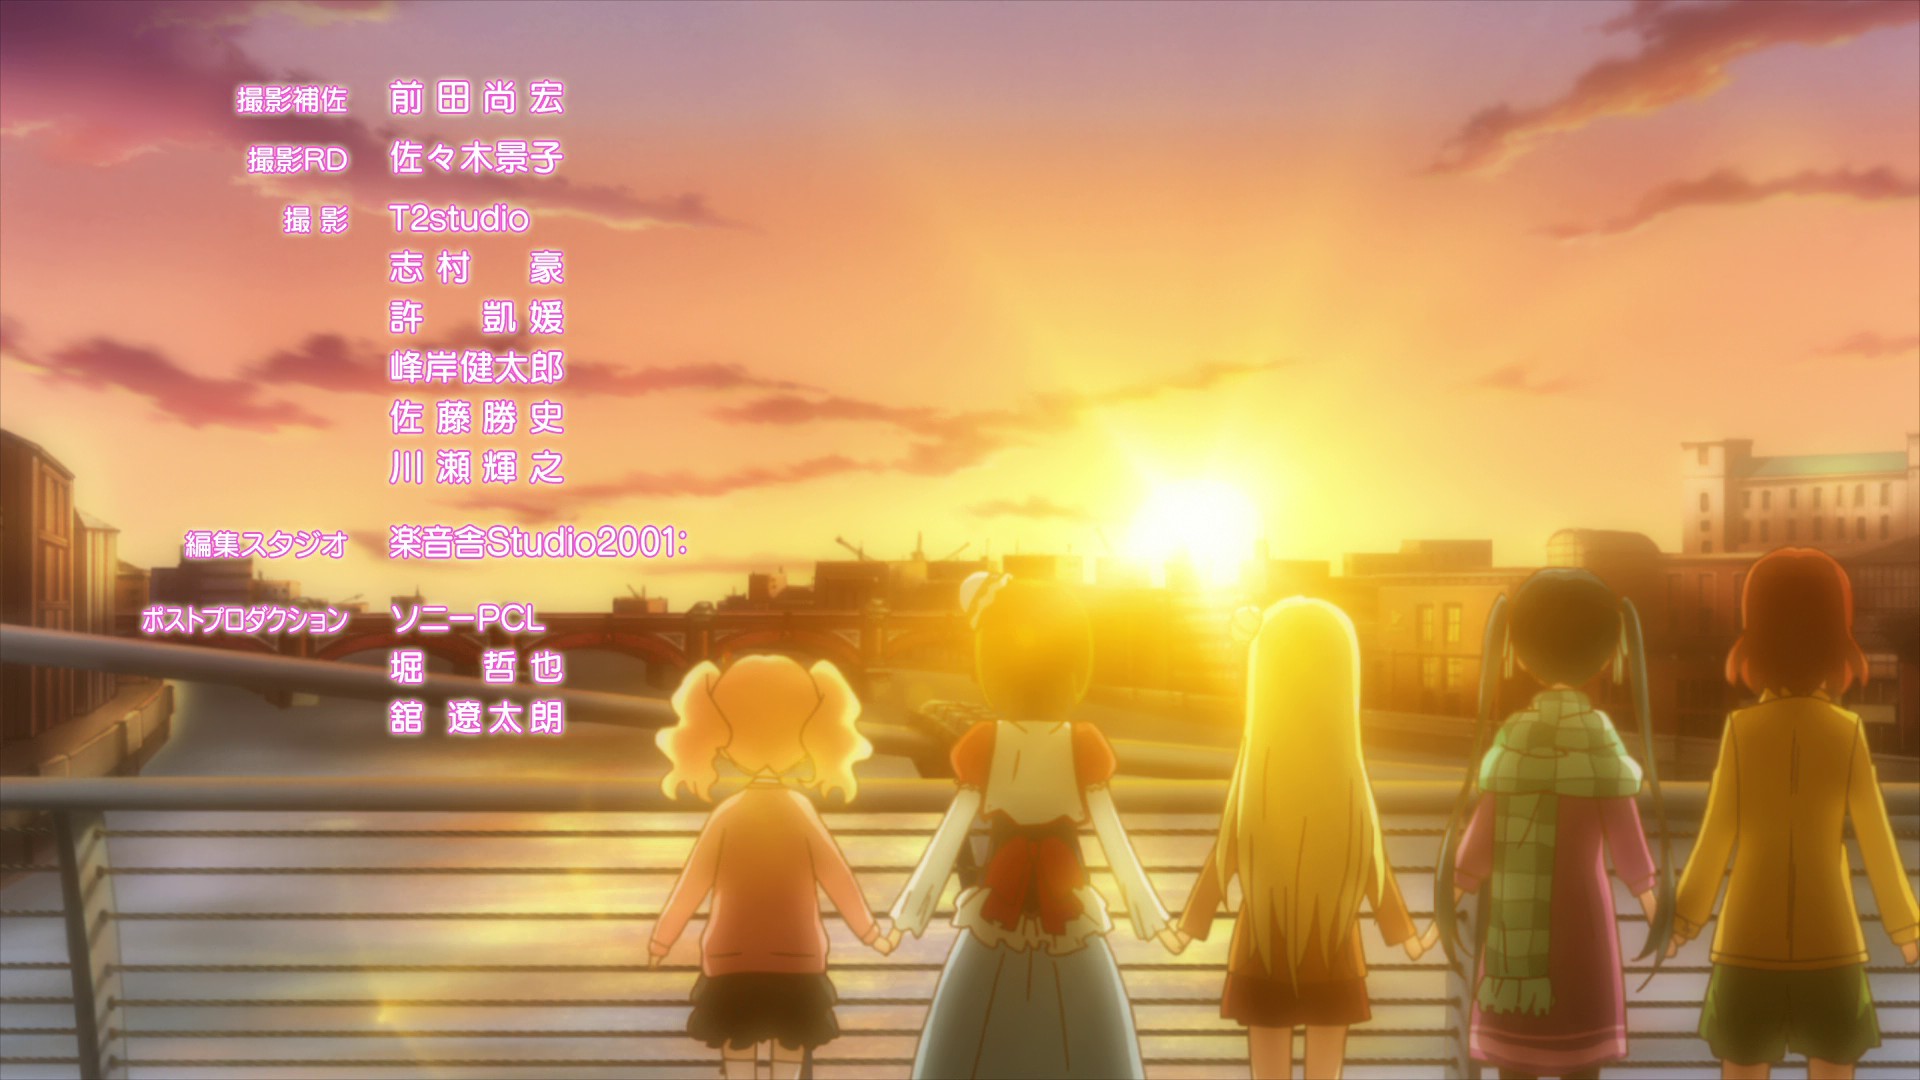 撮影補佐 前田尚宏
撮影RD 佐々木景子
撮影 T2studio
志村 豪
許 凱媛
峰岸健太郎
佐藤勝史
川瀬輝之
編集スタジオ 楽音舎Studio2001:
ポストプロダクション ソニーPCL
堀 哲也
舘 遼太朗